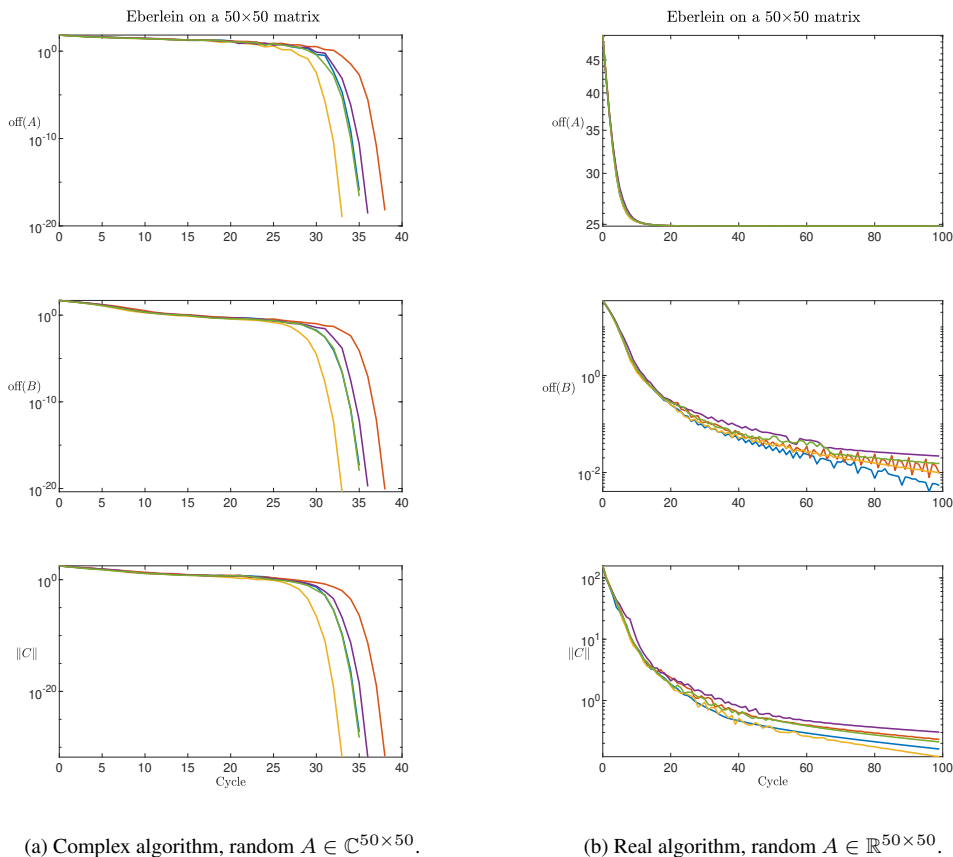 Eberlein on a 50×50 matrix
10^0
off(A)
10^-10
10^-20
0 5 10 15 20 25 30 35 40
10^0
off(B)
10^-10
10^-20
0 5 10 15 20 25 30 35 40
10^0
‖C‖
10^-20
0 5 10 15 20 25 30 35 40
Cycle
(a) Complex algorithm, random A ∈ ℂ^50×50.
Eberlein on a 50×50 matrix
45
40
off(A)
35
30
25
0 20 40 60 80 100
10^0
off(B)
10^-2
0 20 40 60 80 100
10^2
10^1
‖C‖
10^0
0 20 40 60 80 100
Cycle
(b) Real algorithm, random A ∈ ℝ^50×50.